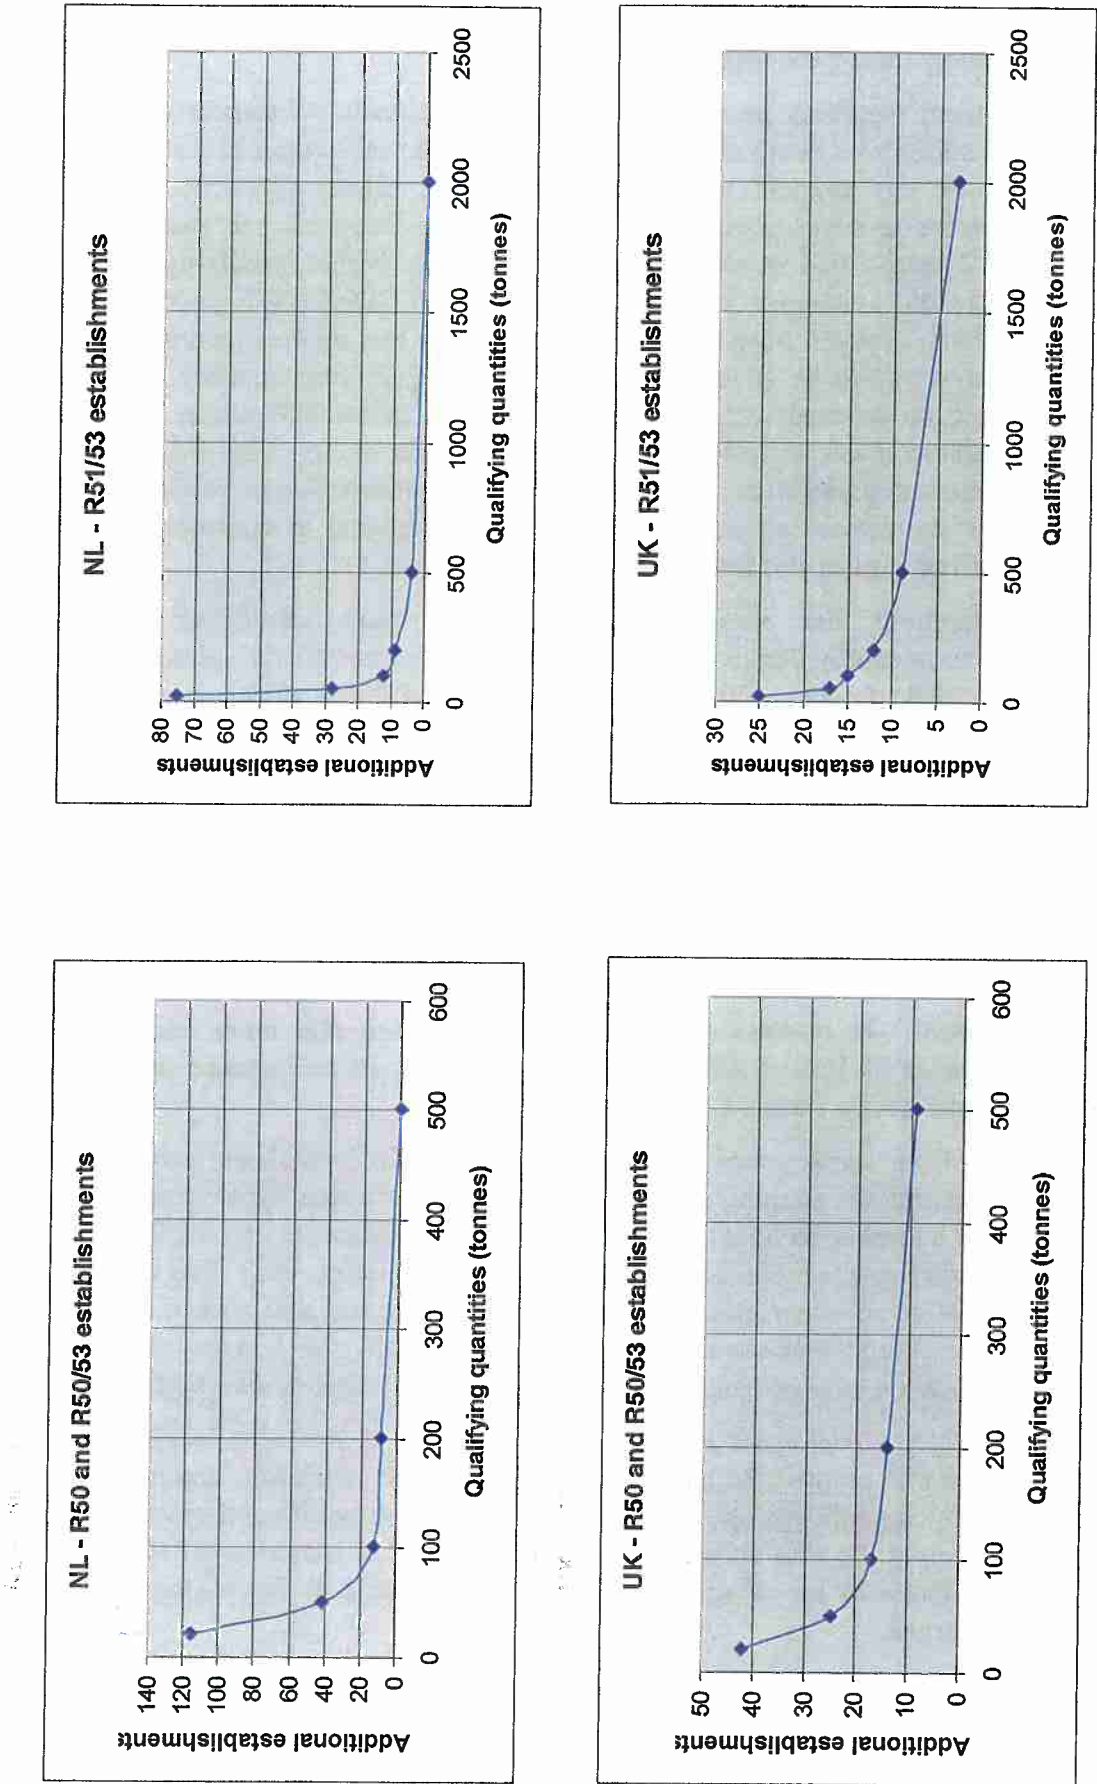 NL - R50 and R50/53 establishments
Additional establishments
140
120
100
80
60
40
20
0
0 100 200 300 400 500 600
Qualifying quantities (tonnes)
NL - R51/53 establishments
Additional establishments
80
70
60
50
40
30
20
10
0
0 500 1000 1500 2000 2500
Qualifying quantities (tonnes)
UK - R50 and R50/53 establishments
Additional establishments
50
40
30
20
10
0
0 100 200 300 400 500 600
Qualifying quantities (tonnes)
UK - R51/53 establishments
Additional establishments
30
25
20
15
10
5
0
0 500 1000 1500 2000 2500
Qualifying quantities (tonnes)